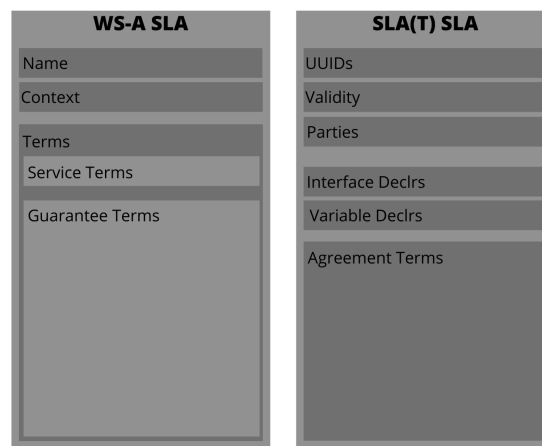 WS-A SLA
Name
Context
Terms
Service Terms
Guarantee Terms
SLA(T) SLA
UUIDs
Validity
Parties
Interface Declrs
Variable Declrs
Agreement Terms